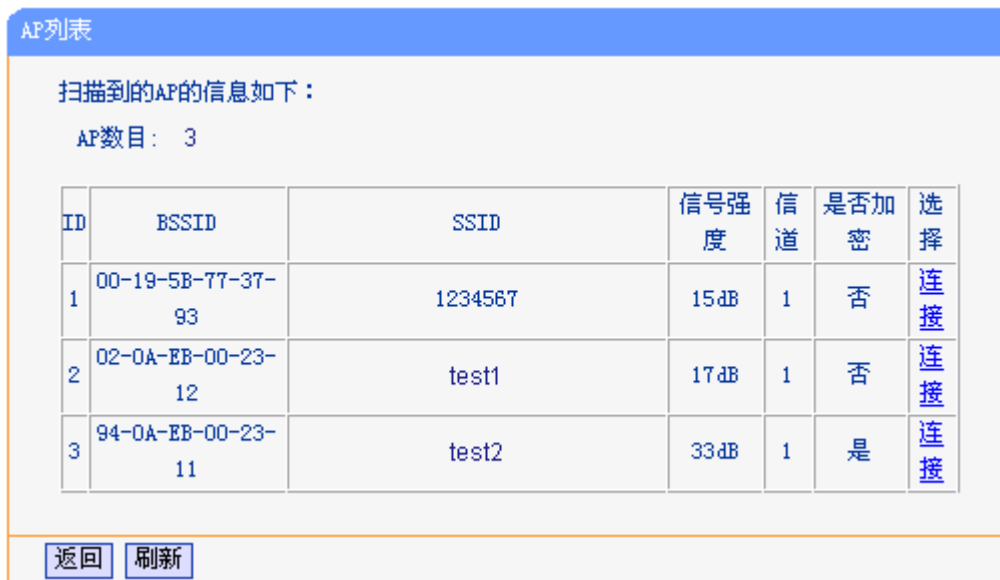 AP列表
扫描到的AP的信息如下：
AP数目: 3
ID BSSID SSID 信号强度 信道 是否加密 选择
1 00-19-5B-77-37-93 1234567 15dB 1 否 连接
2 02-0A-EB-00-23-12 test1 17dB 1 否 连接
3 94-0A-EB-00-23-11 test2 33dB 1 是 连接
返回 刷新